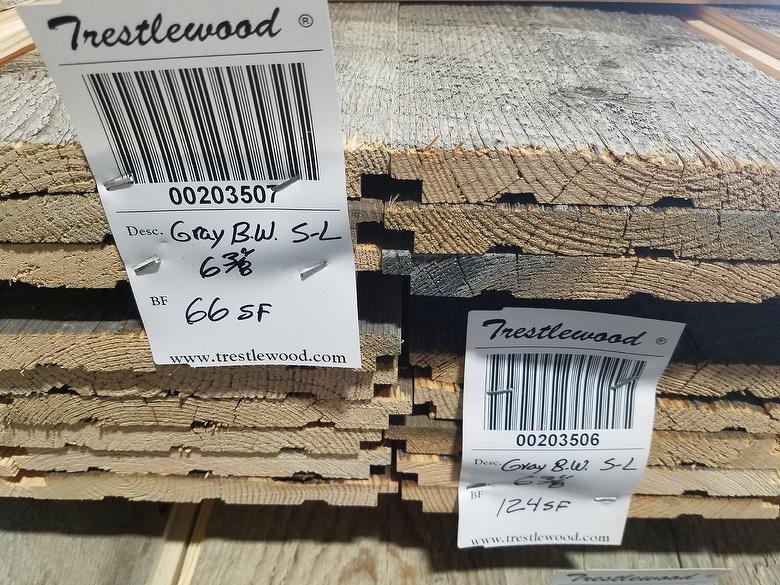 Trestlewood ®
00203507
Desc. Gray B.W. S-L
6 3/8"
BF 66 SF
www.trestlewood.com
Trestlewood ®
00203506
Desc. Gray B.W. S-L
6 3/8"
BF 124 SF
www.trestlewood.com
Trestlewood